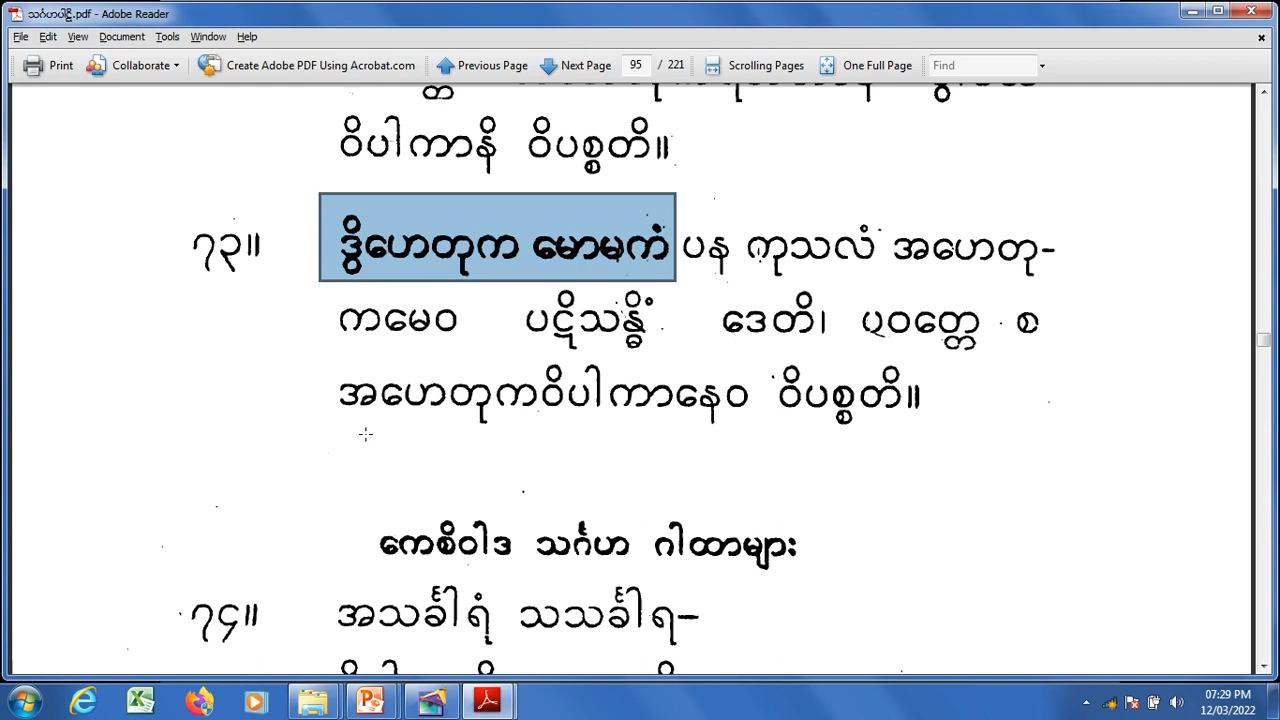 သင်္ဂဟပါဠိ.pdf - Adobe Reader
File Edit View Document Tools Window Help
Print Collaborate Create Adobe PDF Using Acrobat.com Previous Page Next Page 95 / 221 Scrolling Pages One Full Page Find
ဝိပါကာနိ ဝိပစ္စတိ။
၇၃။ ဒွိဟေတုက မောမကံ ပန ကုသလံ အဟေတု-
ကမေဝ ပဋိသန္ဓိံ ဒေတိ၊ ပဝတ္တေ စ
အဟေတုကဝိပါကာနေဝ ဝိပစ္စတိ။
ကေစိဝါဒ သင်္ဂဟ ဂါထာများ
၇၄။ အသင်္ခါရံ သသင်္ခါရ-
07:29 PM
12/03/2022